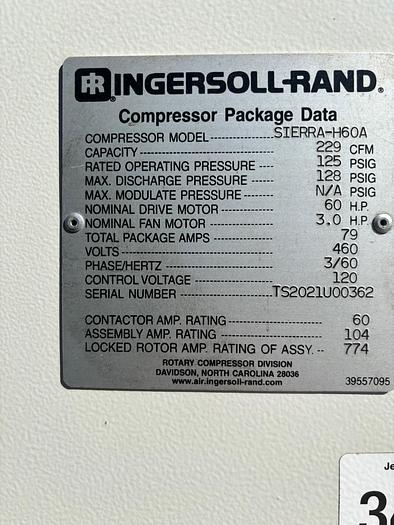 IR INGERSOLL-RAND®
Compressor Package Data
COMPRESSOR MODEL ---------- SIERRA-H60A
CAPACITY ---------- 229 CFM
RATED OPERATING PRESSURE ---- 125 PSIG
MAX. DISCHARGE PRESSURE ------ 128 PSIG
MAX. MODULATE PRESSURE ------ N/A PSIG
NOMINAL DRIVE MOTOR ---------- 60 H.P.
NOMINAL FAN MOTOR ---------- 3.0 H.P.
TOTAL PACKAGE AMPS ---------- 79
VOLTS ---------- 460
PHASE/HERTZ ---------- 3/60
CONTROL VOLTAGE ---------- 120
SERIAL NUMBER ---------- TS2021U00362
CONTACTOR AMP. RATING ---------- 60
ASSEMBLY AMP. RATING ---------- 104
LOCKED ROTOR AMP. RATING OF ASSY. -- 774
ROTARY COMPRESSOR DIVISION
DAVIDSON, NORTH CAROLINA 28036
www.air.ingersoll-rand.com 39557095
Je